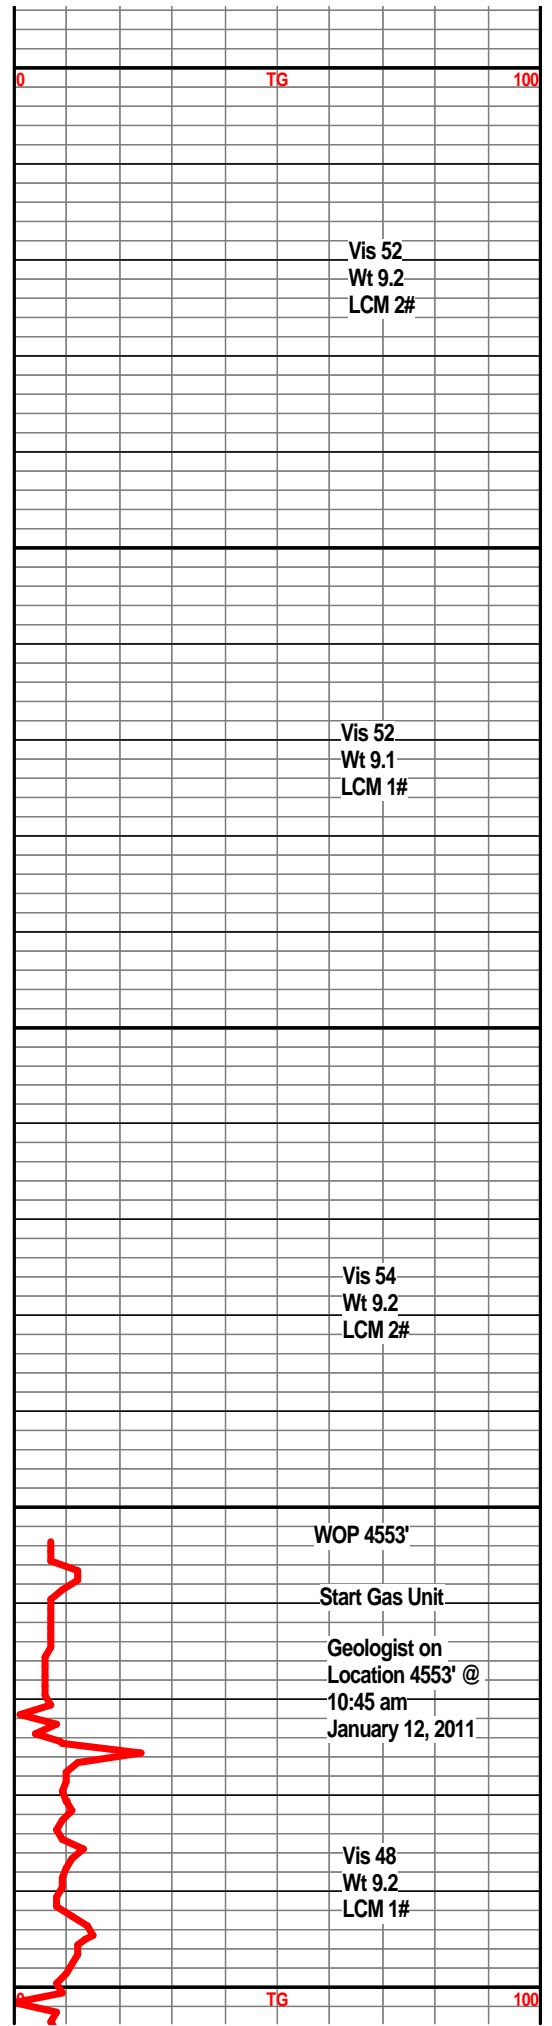 0 TG 100
Vis 52
Wt 9.2
LCM 2#
Vis 52
Wt 9.1
LCM 1#
Vis 54
Wt 9.2
LCM 2#
WOP 4553'
Start Gas Unit
Geologist on
Location 4553' @
10:45 am
January 12, 2011
Vis 48
Wt 9.2
LCM 1#
0 TG 100